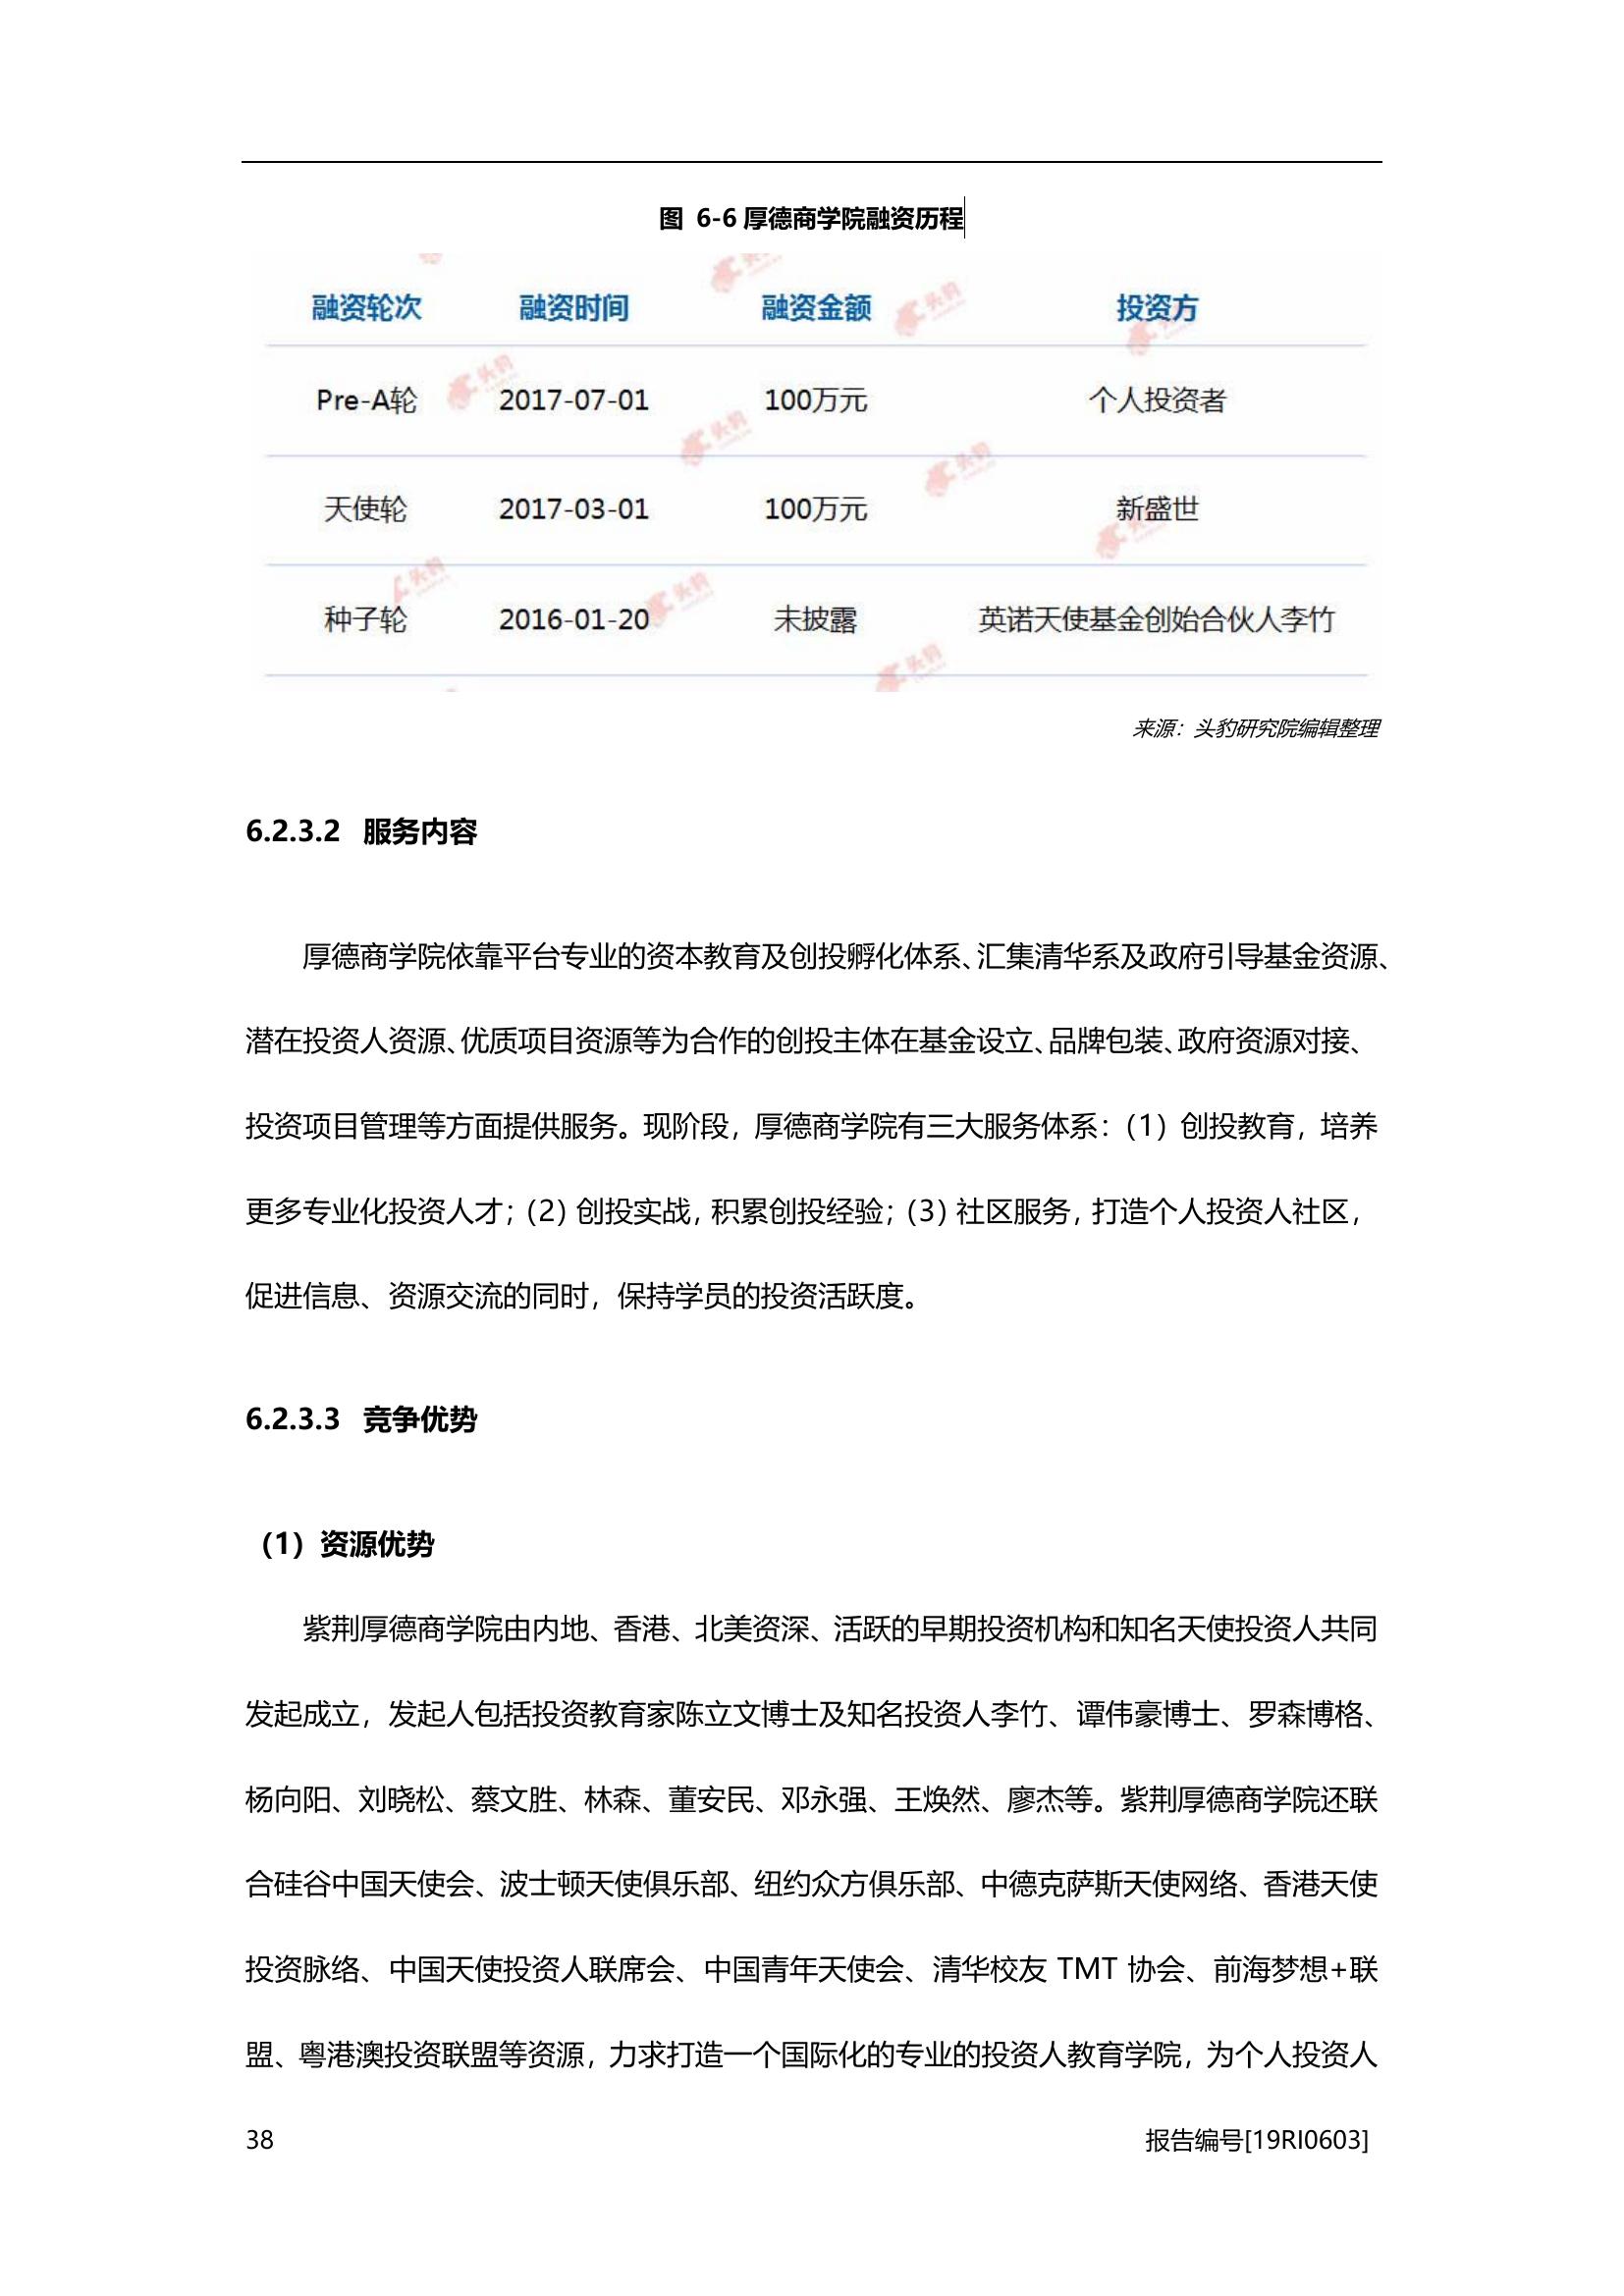 图 6-6 厚德商学院融资历程
融资轮次 融资时间 融资金额 投资方
Pre-A轮 2017-07-01 100万元 个人投资者
天使轮 2017-03-01 100万元 新盛世
种子轮 2016-01-20 未披露 英诺天使基金创始合伙人李竹
来源：头豹研究院编辑整理
6.2.3.2 服务内容
厚德商学院依靠平台专业的资本教育及创投孵化体系、汇集清华系及政府引导基金资源、
潜在投资人资源、优质项目资源等为合作的创投主体在基金设立、品牌包装、政府资源对接、
投资项目管理等方面提供服务。现阶段，厚德商学院有三大服务体系：（1）创投教育，培养
更多专业化投资人才；（2）创投实战，积累创投经验；（3）社区服务，打造个人投资人社区，
促进信息、资源交流的同时，保持学员的投资活跃度。
6.2.3.3 竞争优势
（1）资源优势
紫荆厚德商学院由内地、香港、北美资深、活跃的早期投资机构和知名天使投资人共同
发起成立，发起人包括投资教育家陈立文博士及知名投资人李竹、谭伟豪博士、罗森博格、
杨向阳、刘晓松、蔡文胜、林森、董安民、邓永强、王焕然、廖杰等。紫荆厚德商学院还联
合硅谷中国天使会、波士顿天使俱乐部、纽约众方俱乐部、中德克萨斯天使网络、香港天使
投资脉络、中国天使投资人联席会、中国青年天使会、清华校友 TMT 协会、前海梦想+联
盟、粤港澳投资联盟等资源，力求打造一个国际化的专业的投资人教育学院，为个人投资人
38 报告编号[19RI0603]